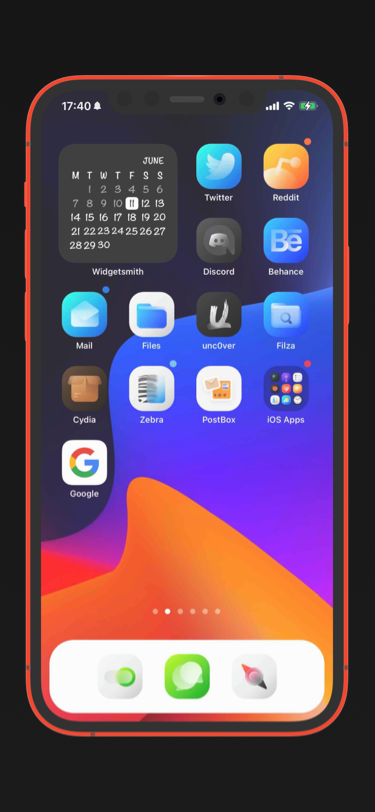 17:40
JUNE
M T W T F S S
1 2 3 4 5 6
7 8 9 10 11 12 13
14 15 16 17 18 19 20
21 22 23 24 25 26 27
28 29 30
Widgetsmith
Twitter
Reddit
Bē
Discord
Behance
Mail
Files
unc0ver
Filza
Cydia
Zebra
PostBox
iOS Apps
G
Google